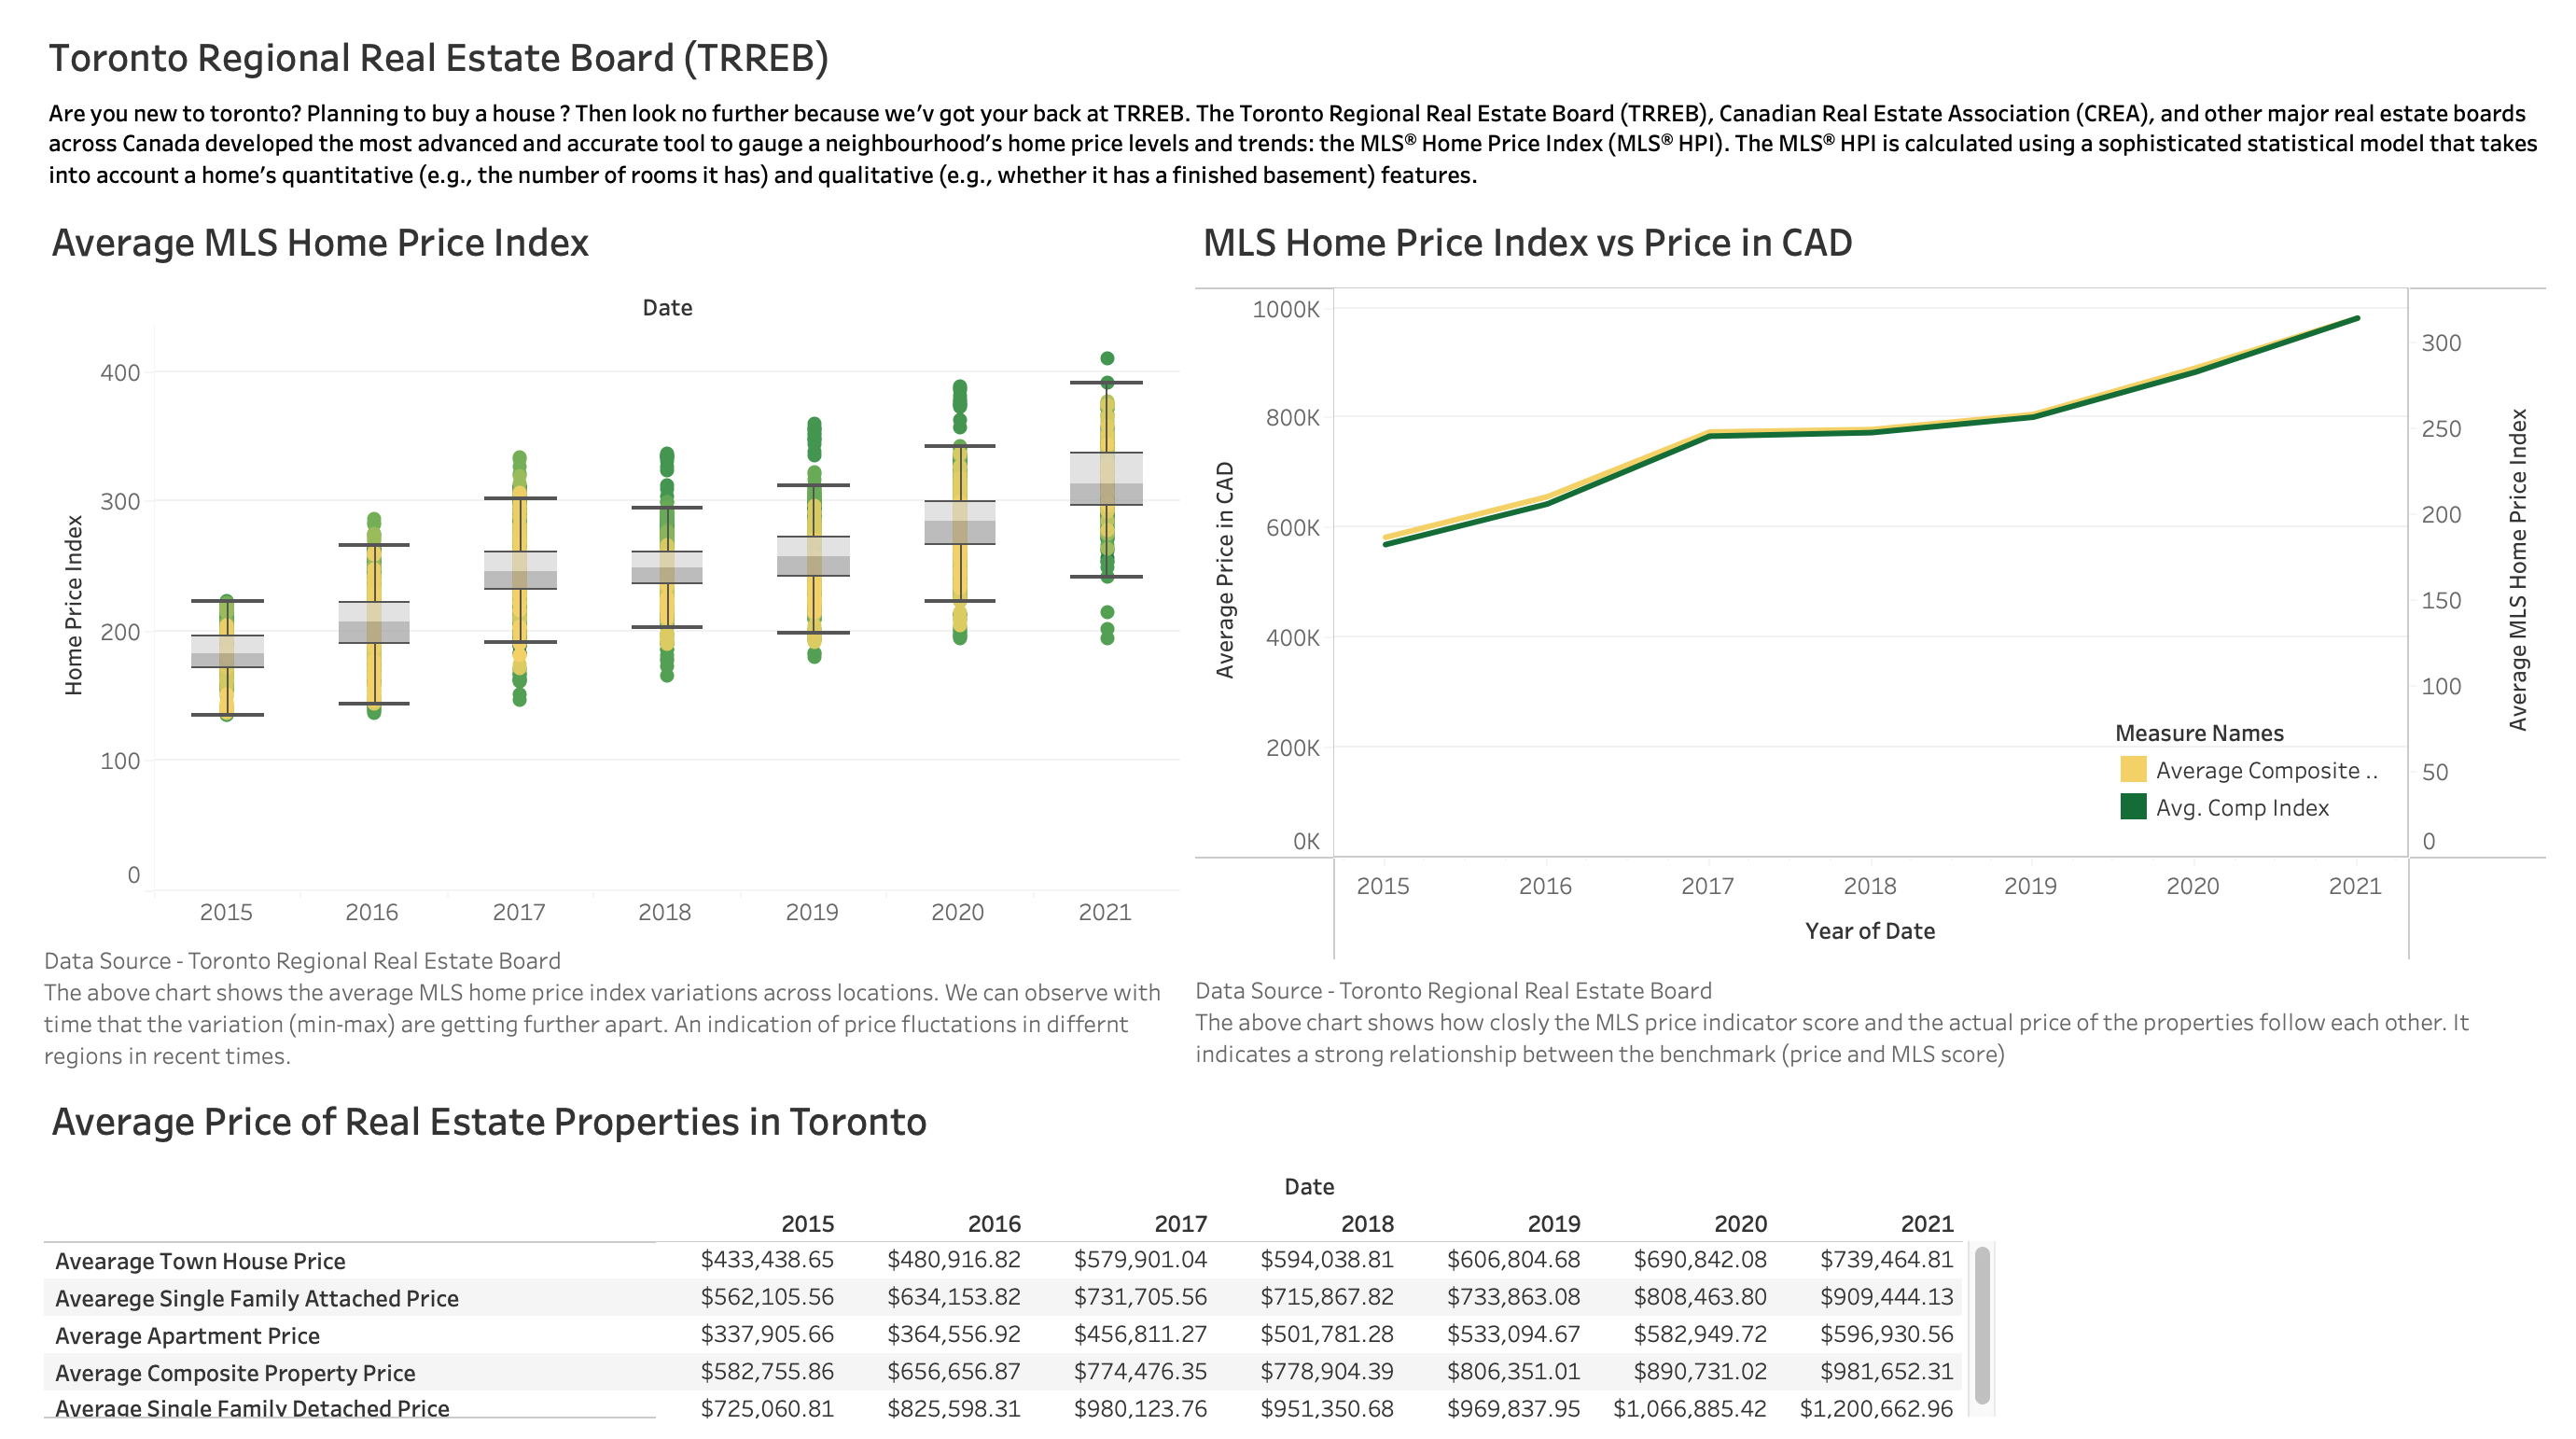 Toronto Regional Real Estate Board (TRREB)
Are you new to toronto? Planning to buy a house ? Then look no further because we'v got your back at TRREB. The Toronto Regional Real Estate Board (TRREB), Canadian Real Estate Association (CREA), and other major real estate boards
across Canada developed the most advanced and accurate tool to gauge a neighbourhood's home price levels and trends: the MLS® Home Price Index (MLS® HPI). The MLS® HPI is calculated using a sophisticated statistical model that takes
into account a home's quantitative (e.g., the number of rooms it has) and qualitative (e.g., whether it has a finished basement) features.
Average MLS Home Price Index
Date
Home Price Index
400
300
200
100
0
2015 2016 2017 2018 2019 2020 2021
Data Source - Toronto Regional Real Estate Board
The above chart shows the average MLS home price index variations across locations. We can observe with
time that the variation (min-max) are getting further apart. An indication of price fluctations in differnt
regions in recent times.
MLS Home Price Index vs Price in CAD
Average Price in CAD
1000K
800K
600K
400K
200K
0K
300
250
200
150
100
50
0
Average MLS Home Price Index
Measure Names
Average Composite ..
Avg. Comp Index
2015 2016 2017 2018 2019 2020 2021
Year of Date
Data Source - Toronto Regional Real Estate Board
The above chart shows how closly the MLS price indicator score and the actual price of the properties follow each other. It
indicates a strong relationship between the benchmark (price and MLS score)
Average Price of Real Estate Properties in Toronto
Date
2015 2016 2017 2018 2019 2020 2021
Avearage Town House Price $433,438.65 $480,916.82 $579,901.04 $594,038.81 $606,804.68 $690,842.08 $739,464.81
Avearege Single Family Attached Price $562,105.56 $634,153.82 $731,705.56 $715,867.82 $733,863.08 $808,463.80 $909,444.13
Average Apartment Price $337,905.66 $364,556.92 $456,811.27 $501,781.28 $533,094.67 $582,949.72 $596,930.56
Average Composite Property Price $582,755.86 $656,656.87 $774,476.35 $778,904.39 $806,351.01 $890,731.02 $981,652.31
Average Single Family Detached Price $725,060.81 $825,598.31 $980,123.76 $951,350.68 $969,837.95 $1,066,885.42 $1,200,662.96